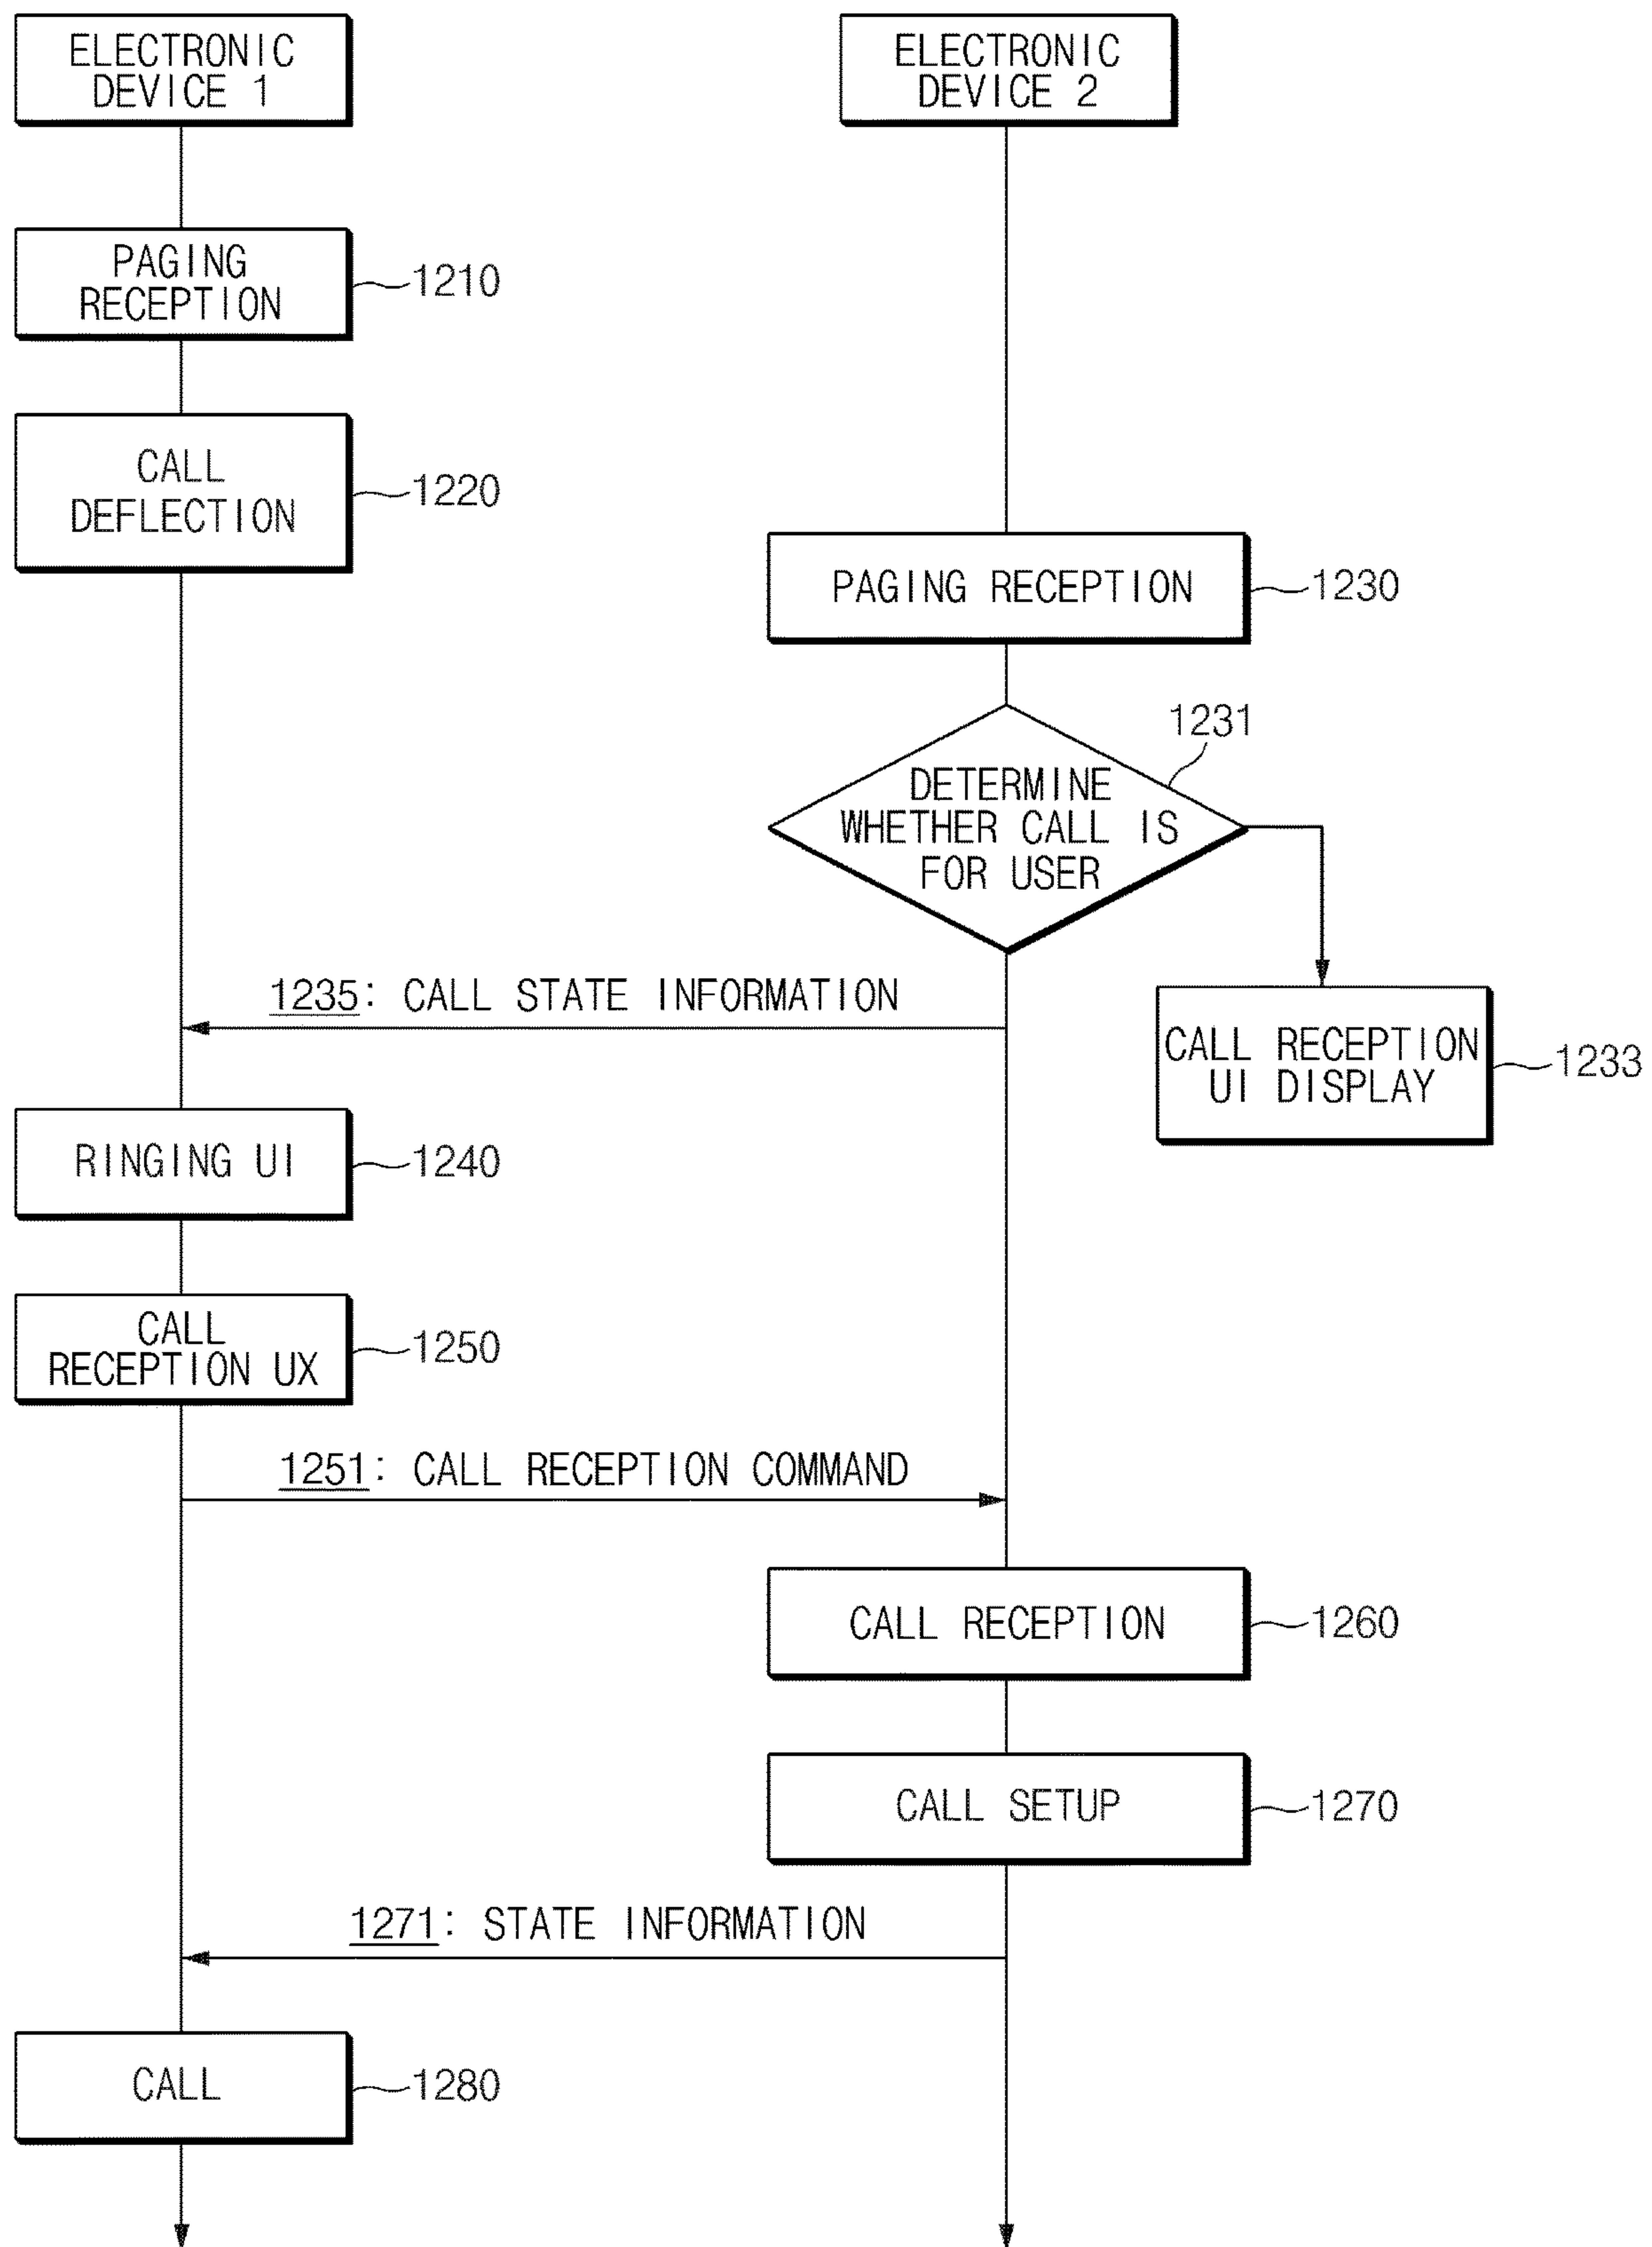 ELECTRONIC
DEVICE 1
ELECTRONIC
DEVICE 2
PAGING
RECEPTION
1210
CALL
DEFLECTION
1220
PAGING RECEPTION
1230
1231
DETERMINE
WHETHER CALL IS
FOR USER
1235: CALL STATE INFORMATION
CALL RECEPTION
UI DISPLAY
1233
RINGING UI
1240
CALL
RECEPTION UX
1250
1251: CALL RECEPTION COMMAND
CALL RECEPTION
1260
CALL SETUP
1270
1271: STATE INFORMATION
CALL
1280